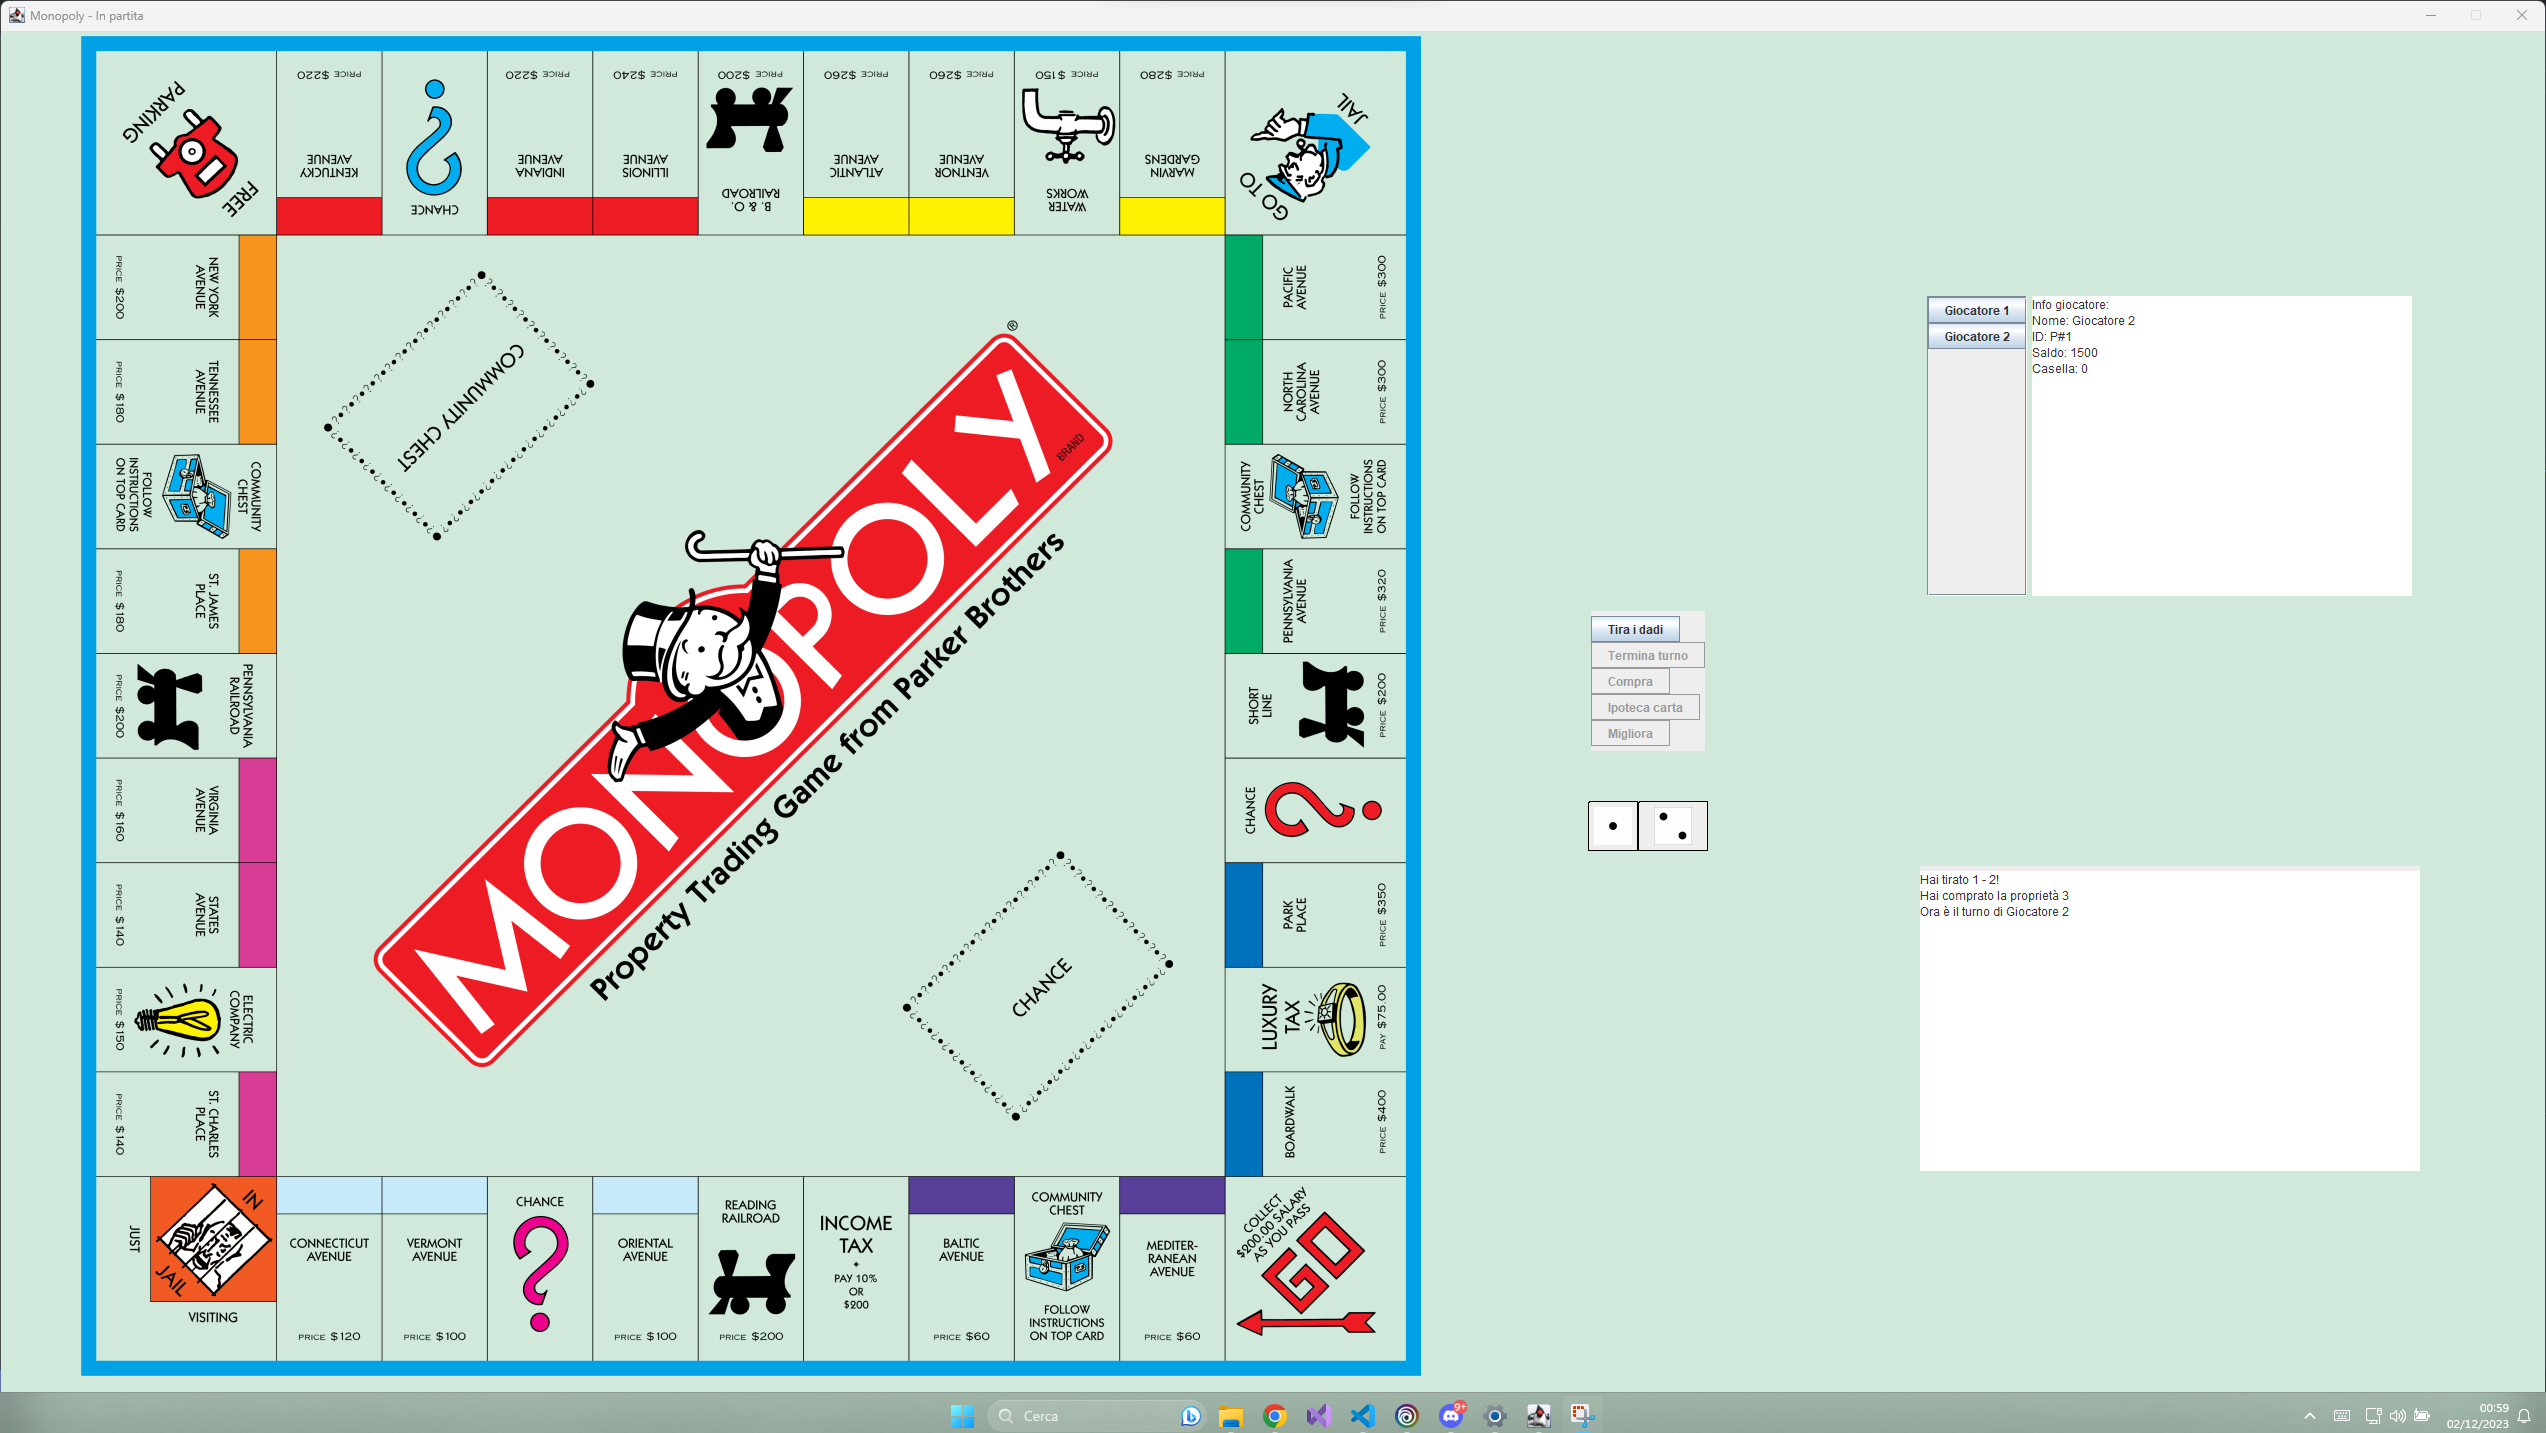 Monopoly - In partita
FREE
PARKING
PRICE $220
KENTUCKY
AVENUE
CHANCE
PRICE $220
INDIANA
AVENUE
PRICE $240
ILLINOIS
AVENUE
PRICE $200
B. & O.
RAILROAD
PRICE $260
ATLANTIC
AVENUE
PRICE $260
VENTNOR
AVENUE
PRICE $150
WATER
WORKS
PRICE $280
MARVIN
GARDENS
GO TO
JAIL
NEW YORK
AVENUE
PRICE $200
TENNESSEE
AVENUE
PRICE $180
COMMUNITY
CHEST
FOLLOW
INSTRUCTIONS
ON TOP CARD
ST. JAMES
PLACE
PRICE $180
PENNSYLVANIA
RAILROAD
PRICE $200
VIRGINIA
AVENUE
PRICE $160
STATES
AVENUE
PRICE $140
ELECTRIC
COMPANY
PRICE $150
ST. CHARLES
PLACE
PRICE $140
COMMUNITY CHEST
MONOPOLY
®
BRAND
Property Trading Game from Parker Brothers
CHANCE
PACIFIC
AVENUE
PRICE $300
NORTH
CAROLINA
AVENUE
PRICE $300
COMMUNITY
CHEST
FOLLOW
INSTRUCTIONS
ON TOP CARD
PENNSYLVANIA
AVENUE
PRICE $320
SHORT
LINE
PRICE $200
CHANCE
PARK
PLACE
PRICE $350
LUXURY
TAX
PAY $75.00
BOARDWALK
PRICE $400
JUST
VISITING
IN
JAIL
CONNECTICUT
AVENUE
PRICE $120
VERMONT
AVENUE
PRICE $100
CHANCE
ORIENTAL
AVENUE
PRICE $100
READING
RAILROAD
PRICE $200
INCOME
TAX
PAY 10%
OR
$200
BALTIC
AVENUE
PRICE $60
COMMUNITY
CHEST
FOLLOW
INSTRUCTIONS
ON TOP CARD
MEDITER-
RANEAN
AVENUE
PRICE $60
COLLECT
$200.00 SALARY
AS YOU PASS
GO
Giocatore 1
Giocatore 2
Info giocatore:
Nome: Giocatore 2
ID: P#1
Saldo: 1500
Casella: 0
Tira i dadi
Termina turno
Compra
Ipoteca carta
Migliora
Hai tirato 1 - 2!
Hai comprato la proprietà 3
Ora è il turno di Giocatore 2
Cerca
9+
00:59
02/12/2023